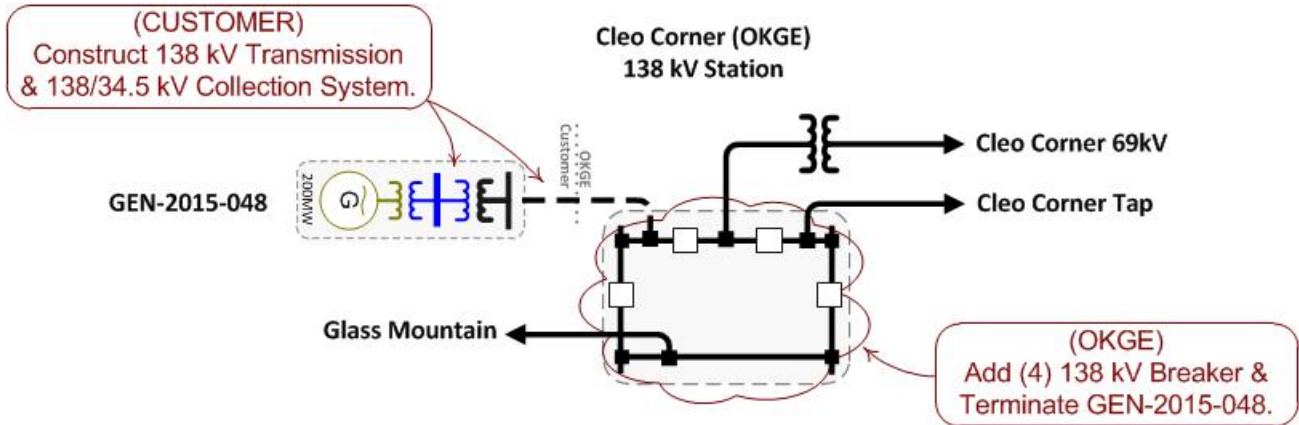 (CUSTOMER)
Construct 138 kV Transmission
& 138/34.5 kV Collection System.
Cleo Corner (OKGE)
138 kV Station
OKGE
Customer
Cleo Corner 69kV
GEN-2015-048
200MW
G
Cleo Corner Tap
Glass Mountain
(OKGE)
Add (4) 138 kV Breaker &
Terminate GEN-2015-048.